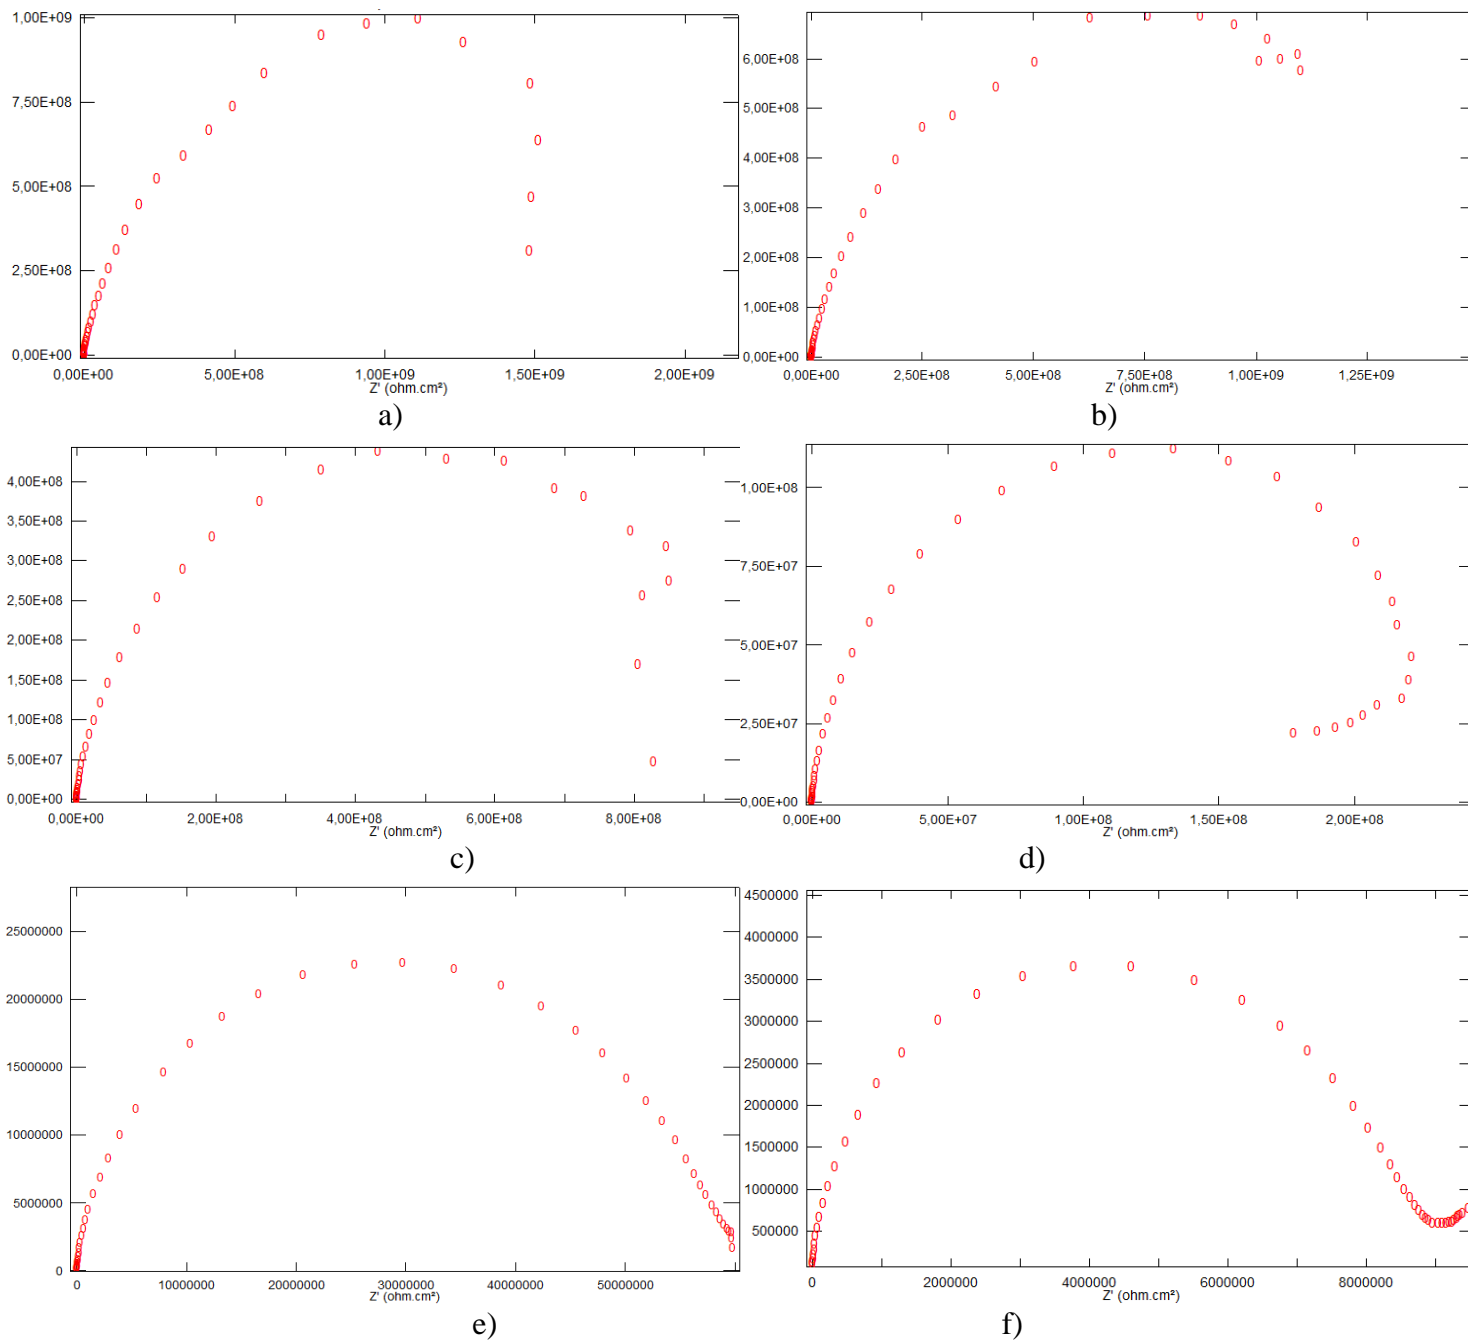 1,00E+09
7,50E+08
5,00E+08
2,50E+08
0,00E+00
0,00E+00 5,00E+08 1,00E+09 1,50E+09 2,00E+09
Z' (ohm.cm²)
a)
6,00E+08
5,00E+08
4,00E+08
3,00E+08
2,00E+08
1,00E+08
0,00E+00
0,00E+00 2,50E+08 5,00E+08 7,50E+08 1,00E+09 1,25E+09
Z' (ohm.cm²)
b)
4,00E+08
3,50E+08
3,00E+08
2,50E+08
2,00E+08
1,50E+08
1,00E+08
5,00E+07
0,00E+00
0,00E+00 2,00E+08 4,00E+08 6,00E+08 8,00E+08
Z' (ohm.cm²)
c)
1,00E+08
7,50E+07
5,00E+07
2,50E+07
0,00E+00
0,00E+00 5,00E+07 1,00E+08 1,50E+08 2,00E+08
Z' (ohm.cm²)
d)
25000000
20000000
15000000
10000000
5000000
0
0 10000000 20000000 30000000 40000000 50000000
Z' (ohm.cm²)
e)
4500000
4000000
3500000
3000000
2500000
2000000
1500000
1000000
500000
0 2000000 4000000 6000000 8000000
Z' (ohm.cm²)
f)